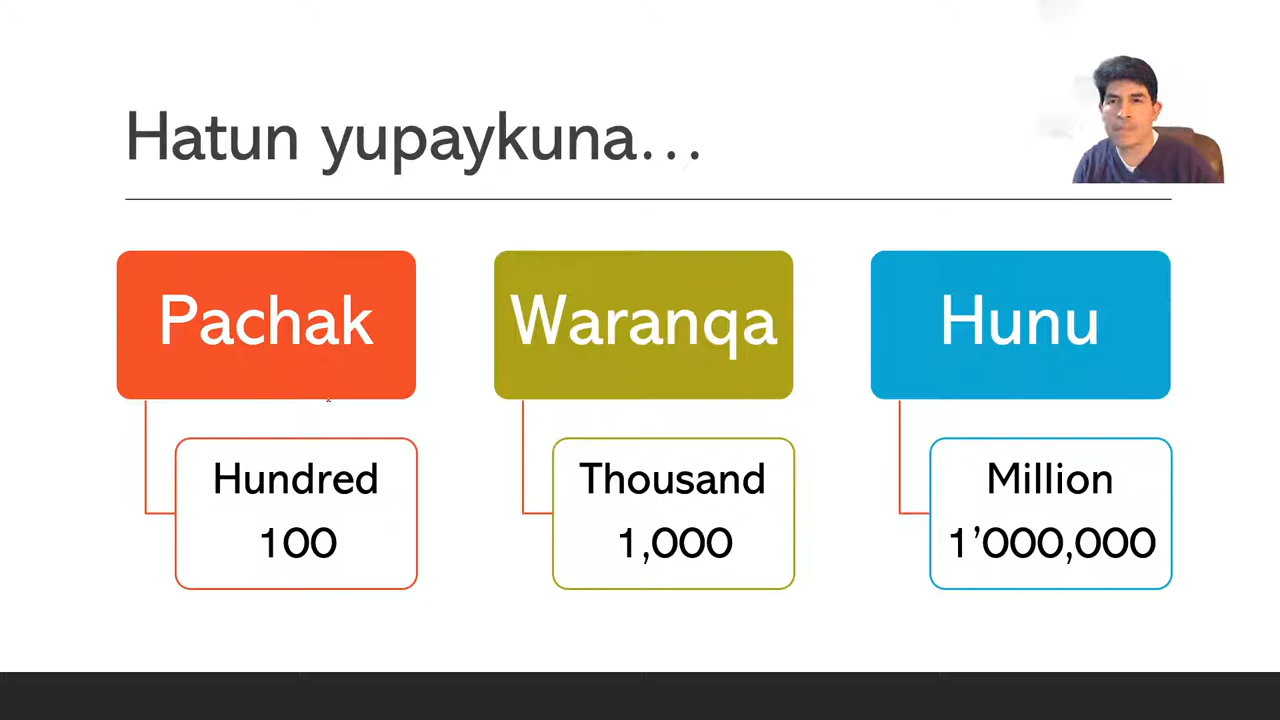 Hatun yupaykuna...
Pachak
Waranqa
Hunu
Hundred
100
Thousand
1,000
Million
1’000,000